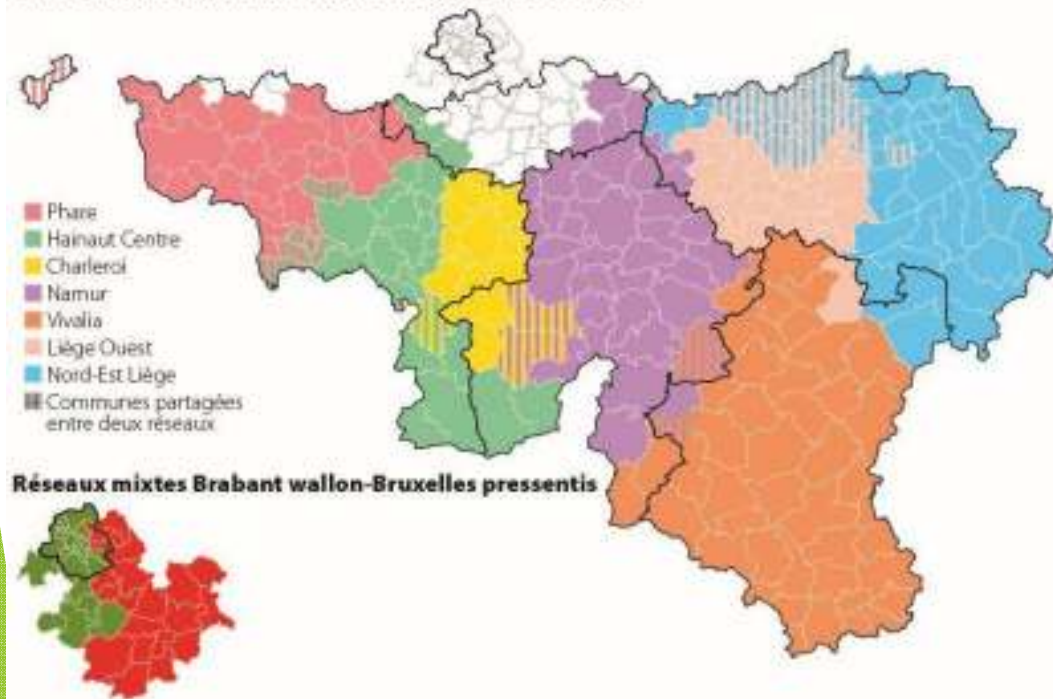 Phare
Hainaut Centre
Charleroi
Namur
Vivalia
Liège Ouest
Nord-Est Liège
Communes partagées
entre deux réseaux
Réseaux mixtes Brabant wallon-Bruxelles pressentis